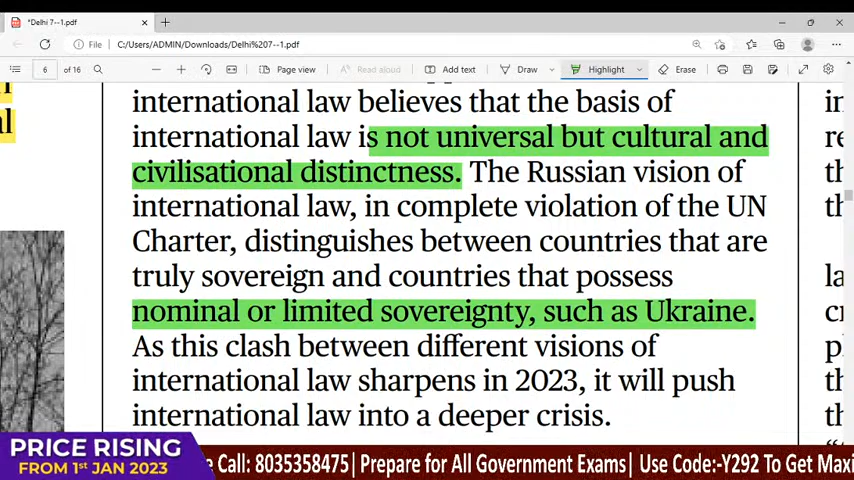 *Delhi 7--1.pdf
File
C:/Users/ADMIN/Downloads/Delhi%207--1.pdf
6 of 16
Page view
Read aloud
Add text
Draw
Highlight
Erase
al
international law believes that the basis of
international law is not universal but cultural and
civilisational distinctness. The Russian vision of
international law, in complete violation of the UN
Charter, distinguishes between countries that are
truly sovereign and countries that possess
nominal or limited sovereignty, such as Ukraine.
As this clash between different visions of
international law sharpens in 2023, it will push
international law into a deeper crisis.
PRICE RISING
FROM 1ST JAN 2023
e Call: 8035358475| Prepare for All Government Exams| Use Code:-Y292 To Get Maxi